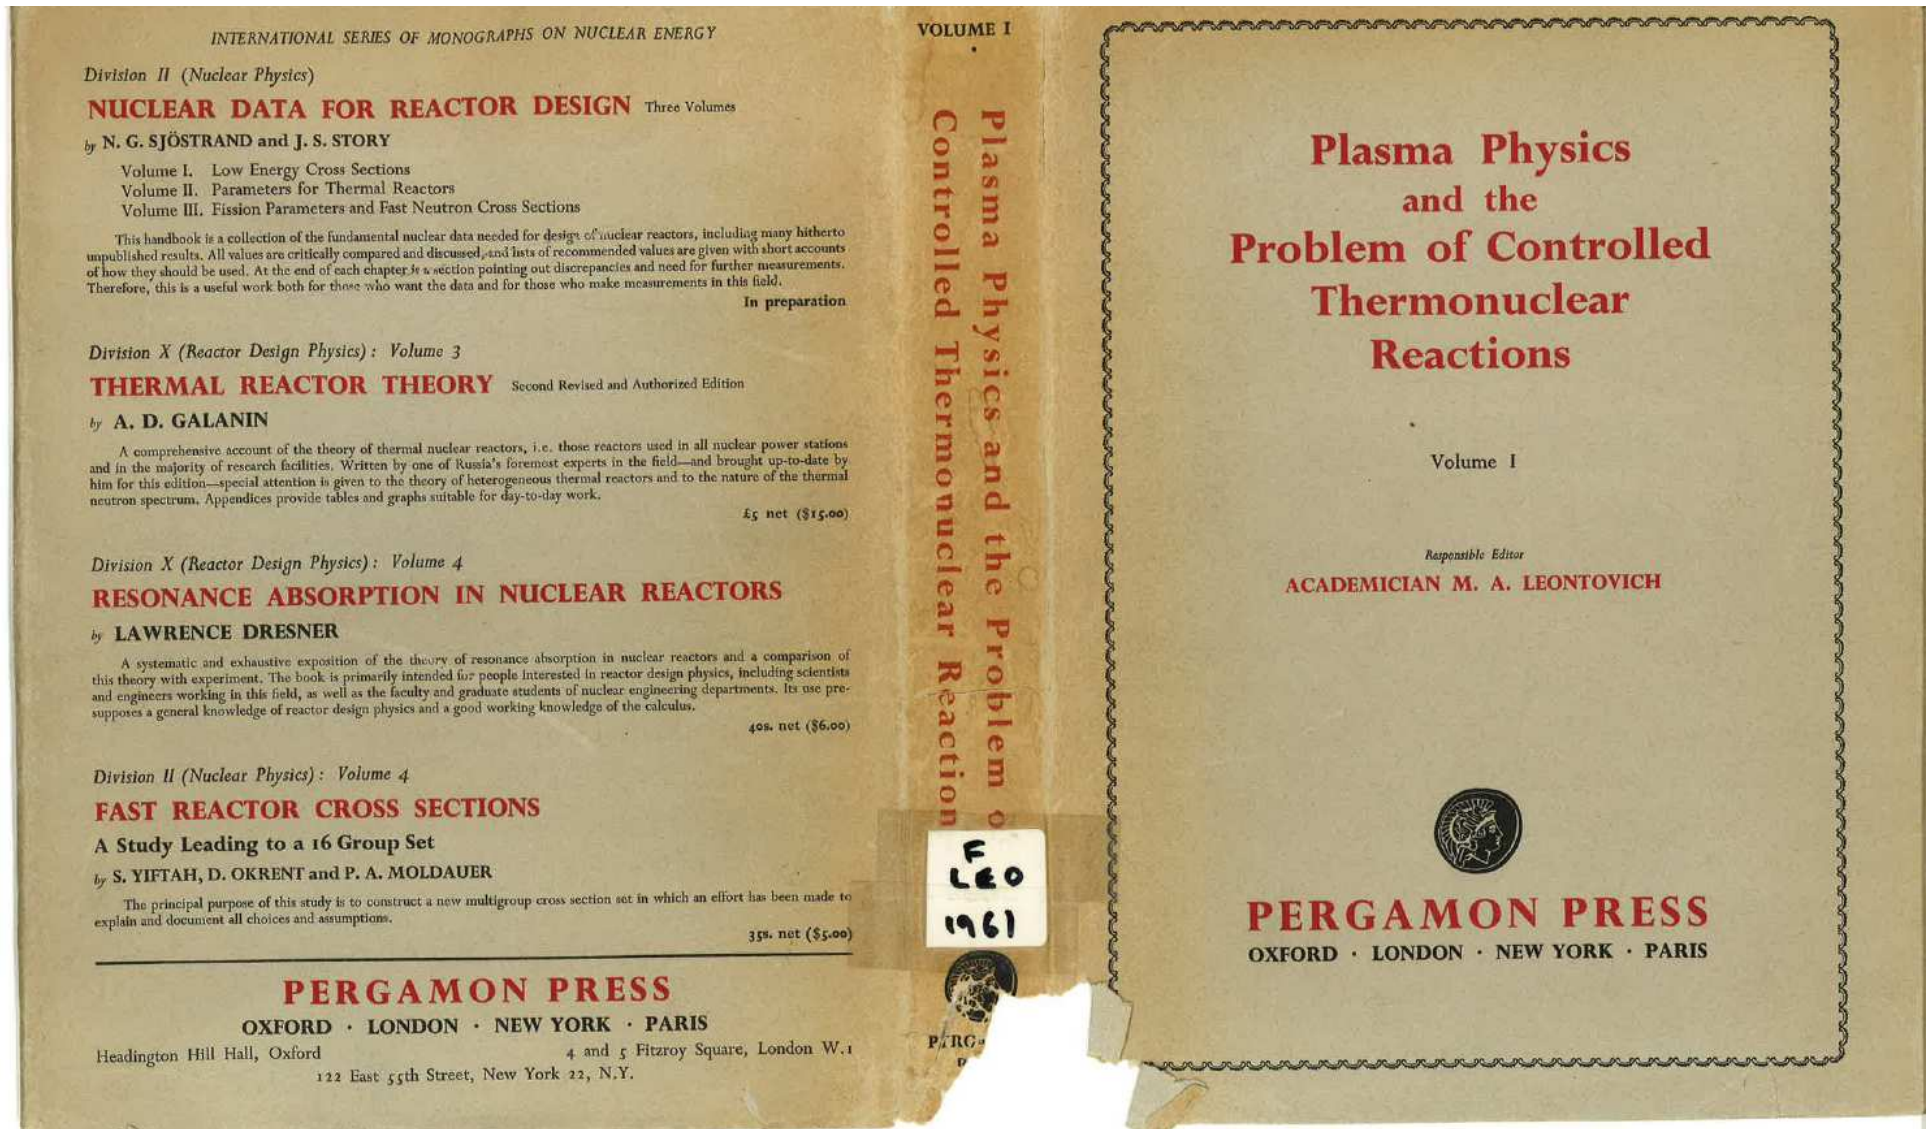 INTERNATIONAL SERIES OF MONOGRAPHS ON NUCLEAR ENERGY
Division II (Nuclear Physics)
NUCLEAR DATA FOR REACTOR DESIGN Three Volumes
by N. G. SJÖSTRAND and J. S. STORY
Volume I. Low Energy Cross Sections
Volume II. Parameters for Thermal Reactors
Volume III. Fission Parameters and Fast Neutron Cross Sections
This handbook is a collection of the fundamental nuclear data needed for design of nuclear reactors, including many hitherto
unpublished results. All values are critically compared and discussed, and lists of recommended values are given with short accounts
of how they should be used. At the end of each chapter is a section pointing out discrepancies and need for further measurements.
Therefore, this is a useful work both for those who want the data and for those who make measurements in this field.
In preparation
Division X (Reactor Design Physics) : Volume 3
THERMAL REACTOR THEORY Second Revised and Authorized Edition
by A. D. GALANIN
A comprehensive account of the theory of thermal nuclear reactors, i.e. those reactors used in all nuclear power stations
and in the majority of research facilities. Written by one of Russia's foremost experts in the field—and brought up-to-date by
him for this edition—special attention is given to the theory of heterogeneous thermal reactors and to the nature of the thermal
neutron spectrum. Appendices provide tables and graphs suitable for day-to-day work.
£5 net ($15.00)
Division X (Reactor Design Physics) : Volume 4
RESONANCE ABSORPTION IN NUCLEAR REACTORS
by LAWRENCE DRESNER
A systematic and exhaustive exposition of the theory of resonance absorption in nuclear reactors and a comparison of
this theory with experiment. The book is primarily intended for people interested in reactor design physics, including scientists
and engineers working in this field, as well as the faculty and graduate students of nuclear engineering departments. Its use pre-
supposes a general knowledge of reactor design physics and a good working knowledge of the calculus.
40s. net ($6.00)
Division II (Nuclear Physics) : Volume 4
FAST REACTOR CROSS SECTIONS
A Study Leading to a 16 Group Set
by S. YIFTAH, D. OKRENT and P. A. MOLDAUER
The principal purpose of this study is to construct a new multigroup cross section set in which an effort has been made to
explain and document all choices and assumptions.
35s. net ($5.00)
PERGAMON PRESS
OXFORD · LONDON · NEW YORK · PARIS
Headington Hill Hall, Oxford 4 and 5 Fitzroy Square, London W.1
122 East 55th Street, New York 22, N.Y.
VOLUME I
Plasma Physics and the Problem o
Controlled Thermonuclear Reaction
F
LEO
1961
PERG
Plasma Physics
and the
Problem of Controlled
Thermonuclear
Reactions
Volume I
Responsible Editor
ACADEMICIAN M. A. LEONTOVICH
PERGAMON PRESS
OXFORD · LONDON · NEW YORK · PARIS